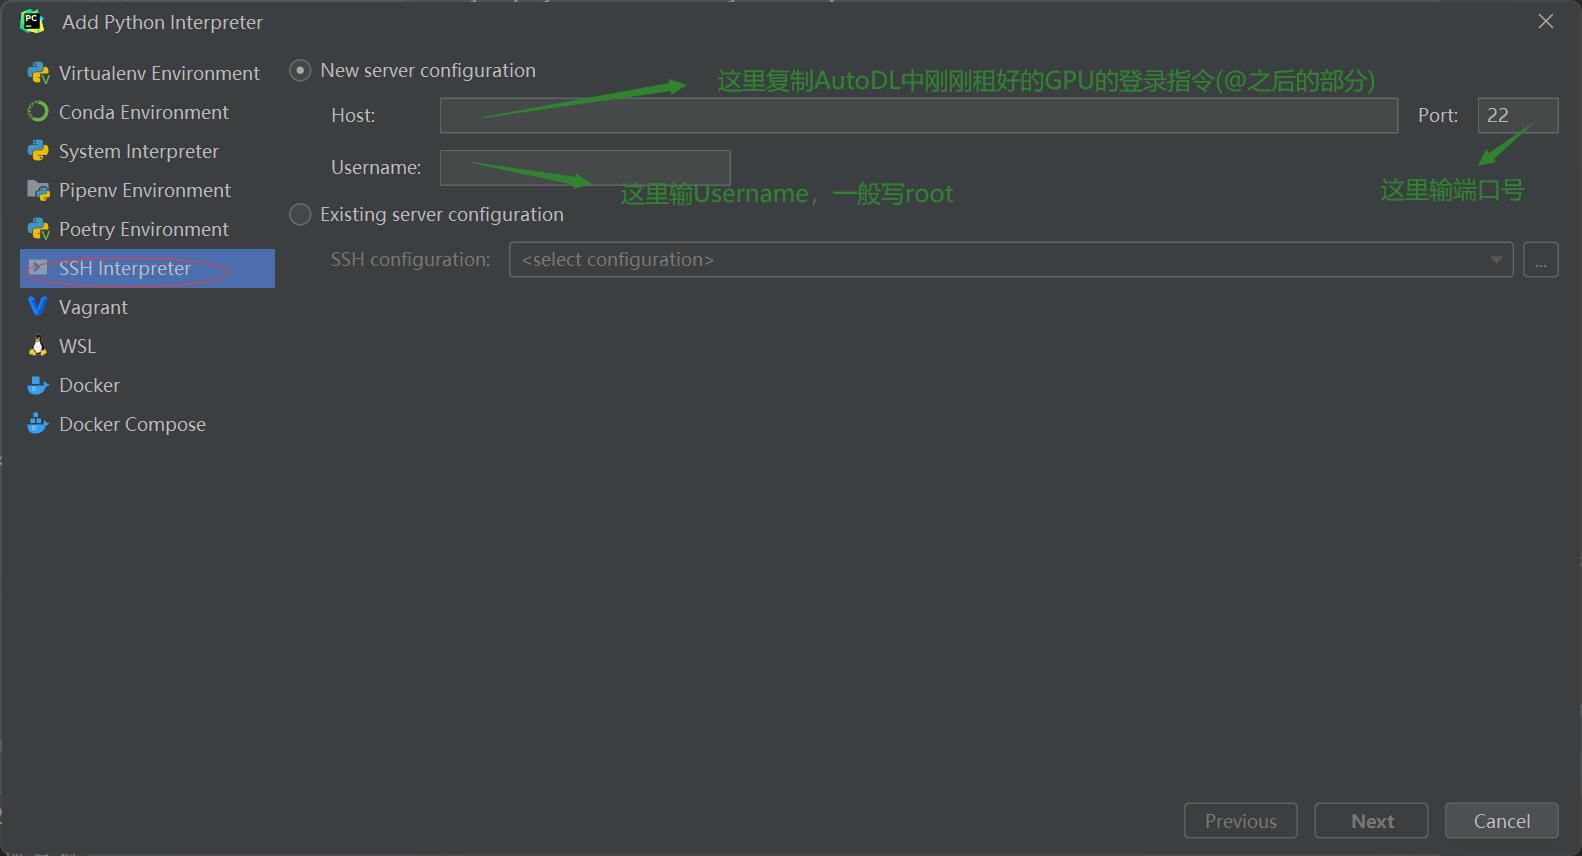 PC
Add Python Interpreter
Virtualenv Environment
Conda Environment
System Interpreter
Pipenv Environment
Poetry Environment
SSH Interpreter
Vagrant
WSL
Docker
Docker Compose
New server configuration
这里复制AutoDL中刚刚租好的GPU的登录指令(@之后的部分)
Host:
Port: 22
Username:
这里输Username，一般写root
这里输端口号
Existing server configuration
SSH configuration: <select configuration> ...
Previous Next Cancel